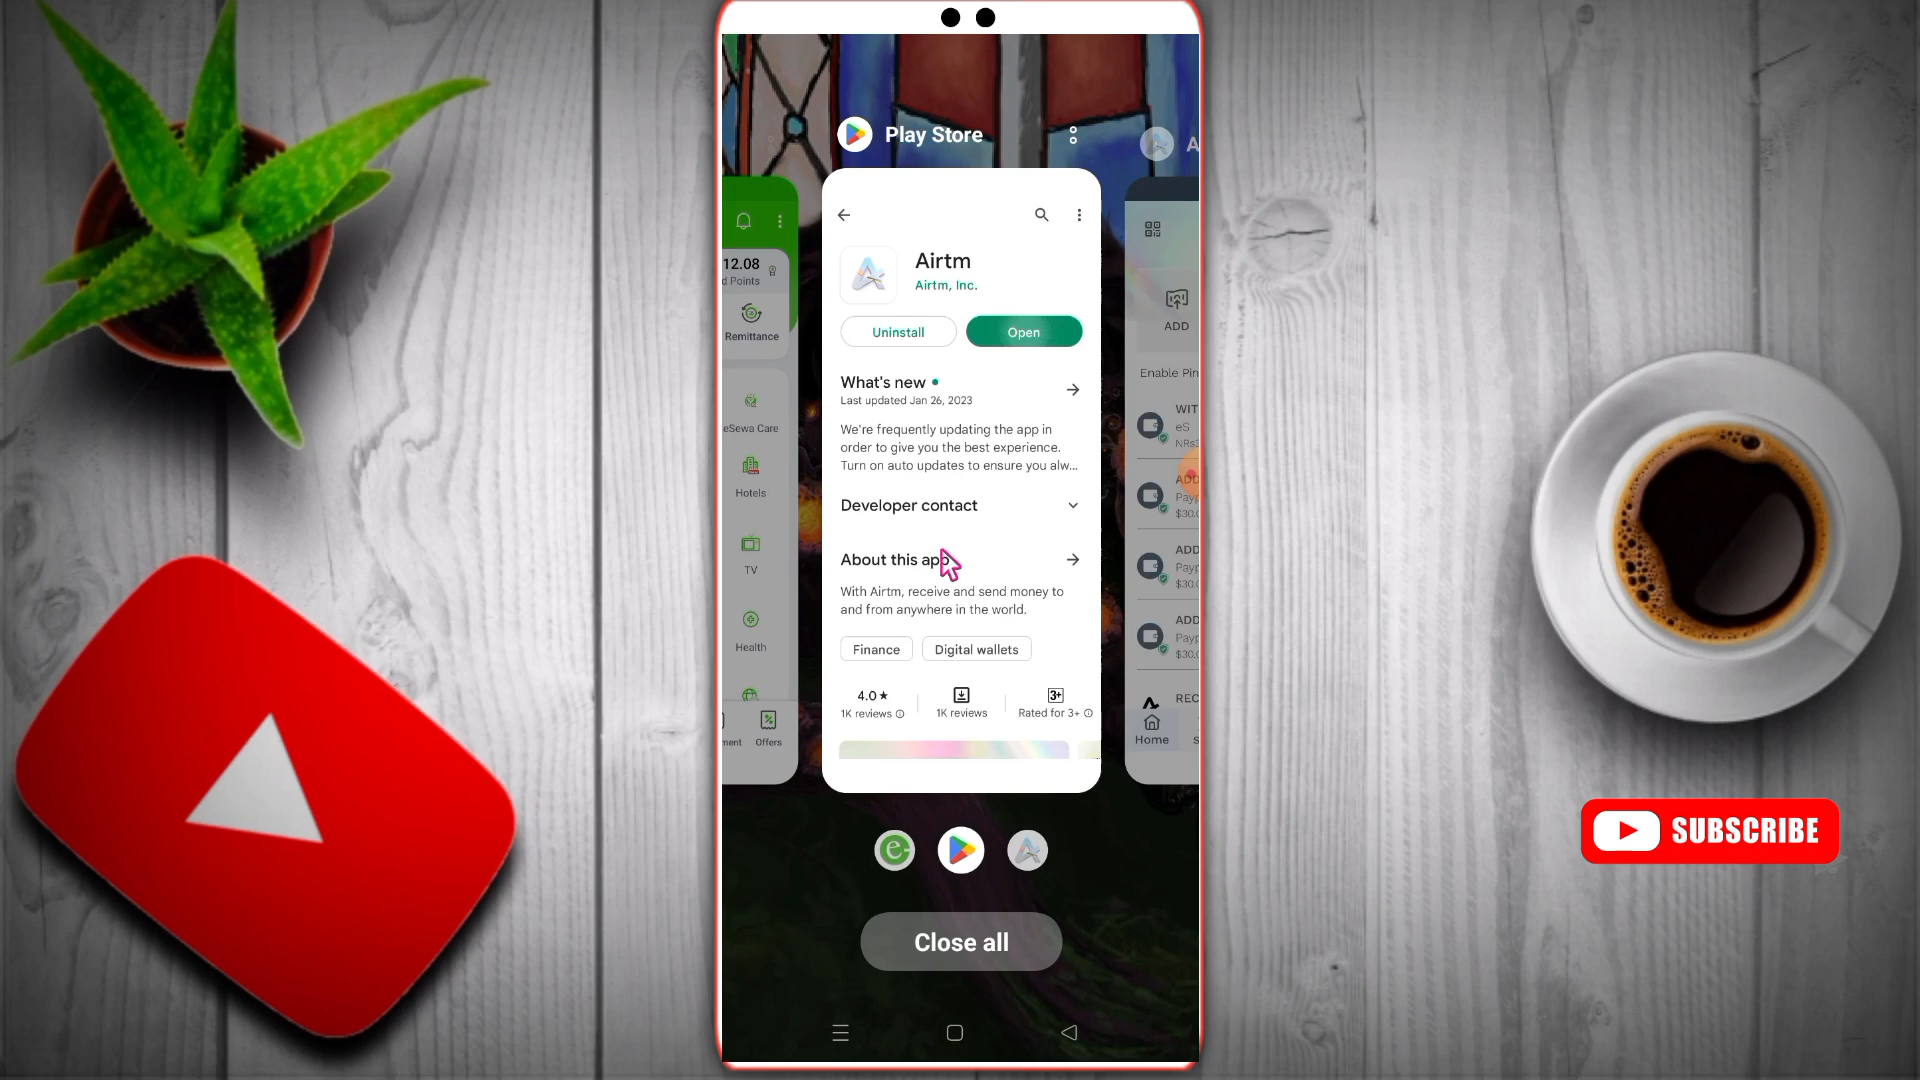 Play Store
A
12.08
d Points
Remittance
eSewa Care
Hotels
TV
Health
Offers
Airtm
Airtm, Inc.
Uninstall
Open
What's new
Last updated Jan 26, 2023
We're frequently updating the app in
order to give you the best experience.
Turn on auto updates to ensure you alw...
Developer contact
About this app
With Airtm, receive and send money to
and from anywhere in the world.
Finance
Digital wallets
4.0★
1K reviews
1K reviews
3+
Rated for 3+
ADD
Enable Pin
WIT
eS
NRs
ADD
Payp
$30.0
ADD
Payp
$30.0
ADD
Payp
$30.0
REC
Home
S
Close all
SUBSCRIBE